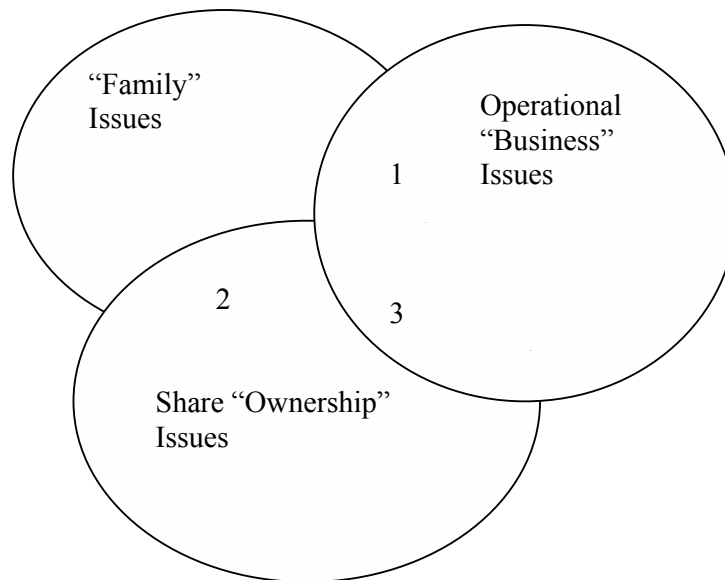 “Family”
Issues
Operational
“Business”
Issues
1
2
3
Share “Ownership”
Issues